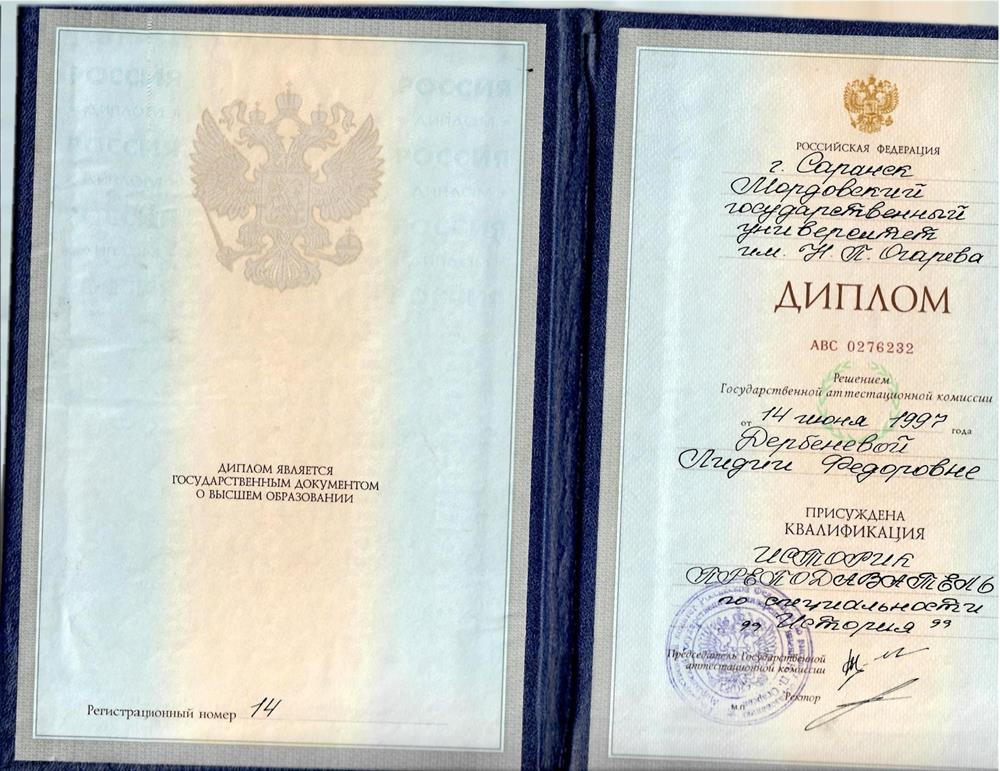 ДИПЛОМ ЯВЛЯЕТСЯ
ГОСУДАРСТВЕННЫМ ДОКУМЕНТОМ
О ВЫСШЕМ ОБРАЗОВАНИИ
Регистрационный номер 14
РОССИЙСКАЯ ФЕДЕРАЦИЯ
г. Саранск
Мордовский
государственный
университет
им. Н. П. Огарева
ДИПЛОМ
АВС 0276232
Решением
Государственной аттестационной комиссии
от 14 июня 1997 года
Дербеневой
Лидии Федоровне
ПРИСУЖДЕНА
КВАЛИФИКАЦИЯ
ИСТОРИК
ПРЕПОДАВАТЕЛЬ
по специальности
„ История ”
Председатель Государственной
аттестационной комиссии
Ректор
М.П.